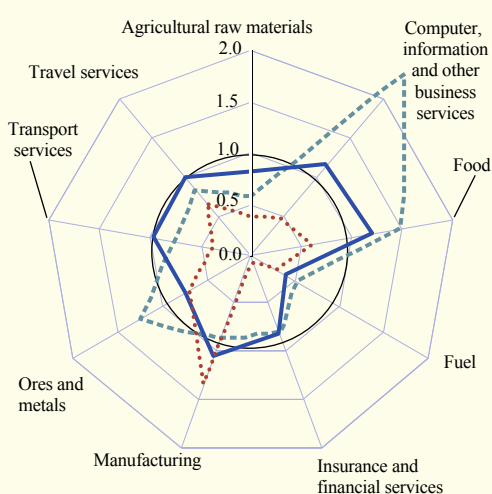 Agricultural raw materials
2.0
1.5
1.0
0.5
0.0
Computer,
information
and other
business
services
Food
Fuel
Insurance and
financial services
Manufacturing
Ores and
metals
Transport
services
Travel services